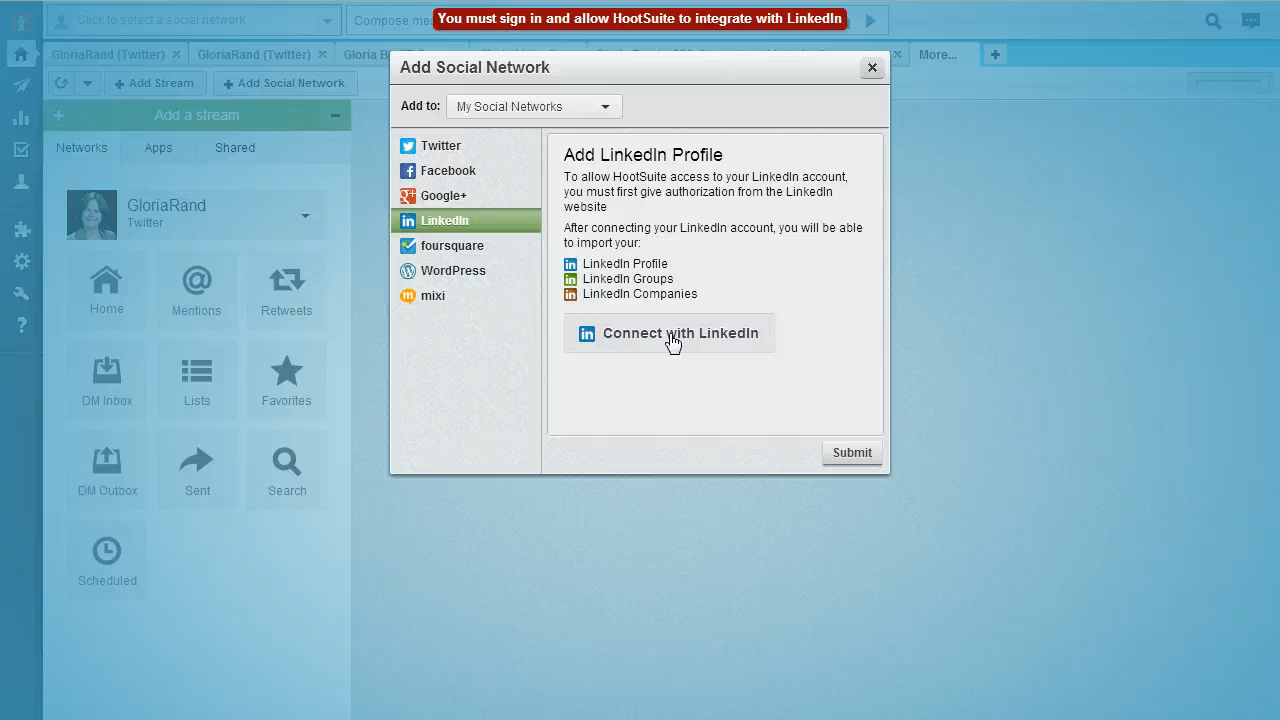 You must sign in and allow HootSuite to integrate with LinkedIn
Click to select a social network
Compose me
GloriaRand (Twitter)
GloriaRand (Twitter)
More...
Add Stream
Add Social Network
Add a stream
Networks
Apps
Shared
GloriaRand
Twitter
Home
Mentions
Retweets
DM Inbox
Lists
Favorites
DM Outbox
Sent
Search
Scheduled
Add Social Network
Add to:
My Social Networks
Twitter
Facebook
Google+
LinkedIn
foursquare
WordPress
mixi
Add LinkedIn Profile
To allow HootSuite access to your LinkedIn account,
you must first give authorization from the LinkedIn
website
After connecting your LinkedIn account, you will be able
to import your:
LinkedIn Profile
LinkedIn Groups
LinkedIn Companies
Connect with LinkedIn
Submit